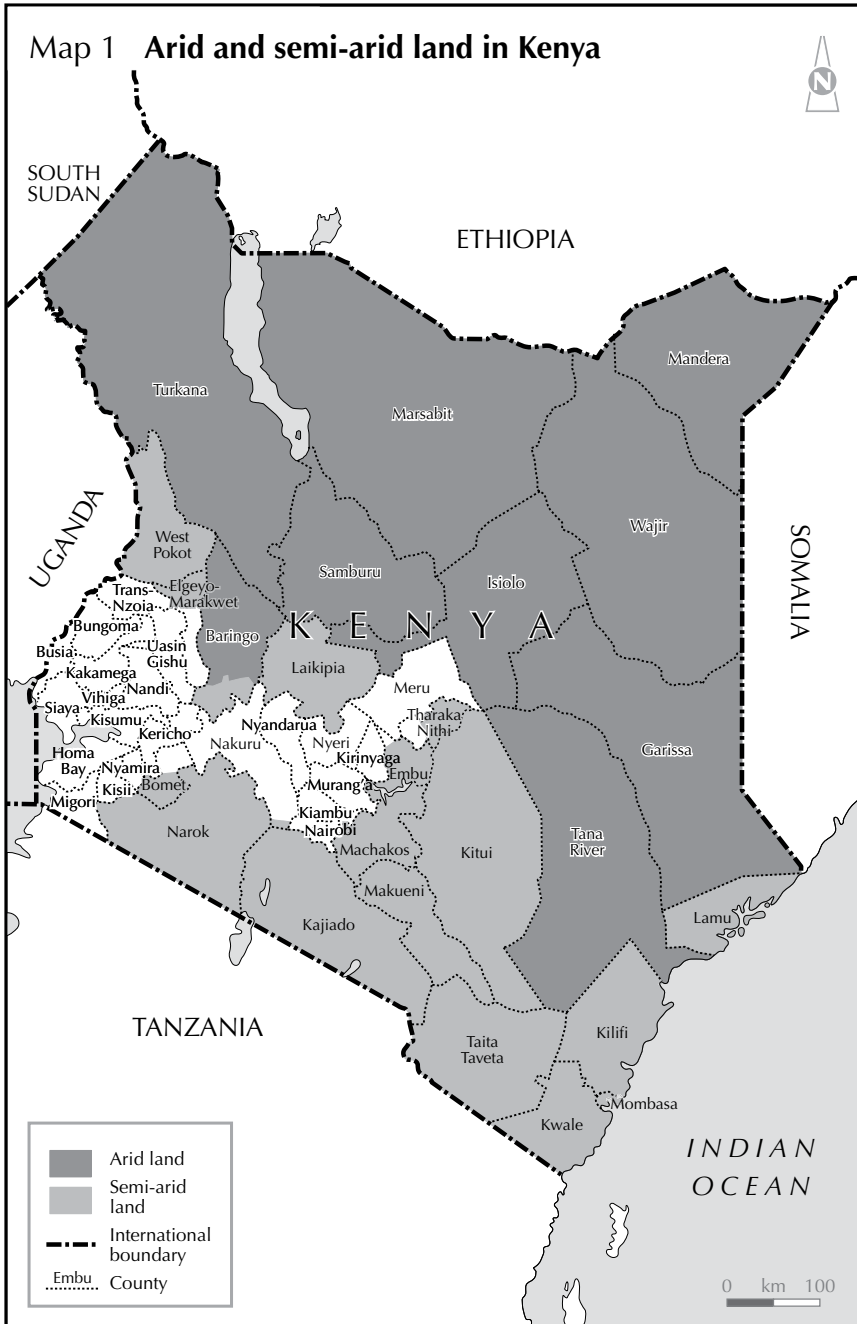 Map 1 Arid and semi-arid land in Kenya
N
SOUTH
SUDAN
ETHIOPIA
Mandera
Turkana
Marsabit
UGANDA
West
Pokot
Wajir
SOMALIA
Samburu
Isiolo
Trans-
Nzoia
Elgeyo-
Marakwet
KENYA
Bungoma
Baringo
Busia
Uasin
Gishu
Laikipia
Kakamega
Meru
Vihiga
Nandi
Siaya
Kisumu
Tharaka
Nithi
Kericho
Nyandarua
Nakuru
Nyeri
Garissa
Homa
Bay
Kirinyaga
Nyamira
Embu
Kisii
Bomet
Murang'a
Migori
Kiambu
Nairobi
Narok
Tana
River
Machakos
Kitui
Makueni
Lamu
Kajiado
TANZANIA
Kilifi
Taita
Taveta
Mombasa
Kwale
INDIAN
OCEAN
Arid land
Semi-arid
land
International
boundary
Embu County
0 km 100